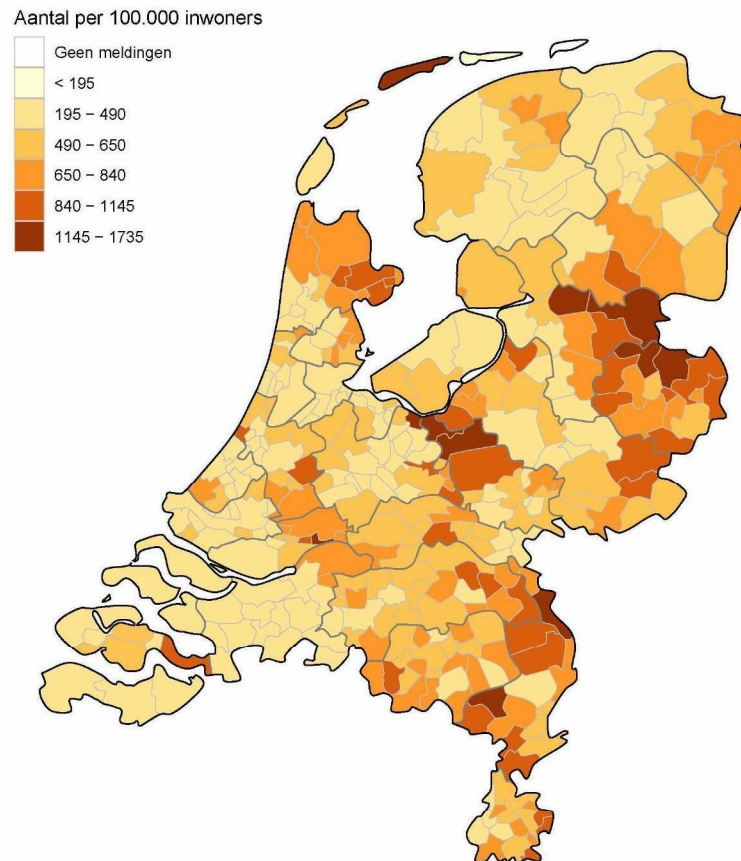 Aantal per 100.000 inwoners
Geen meldingen
< 195
195 – 490
490 – 650
650 – 840
840 – 1145
1145 – 1735